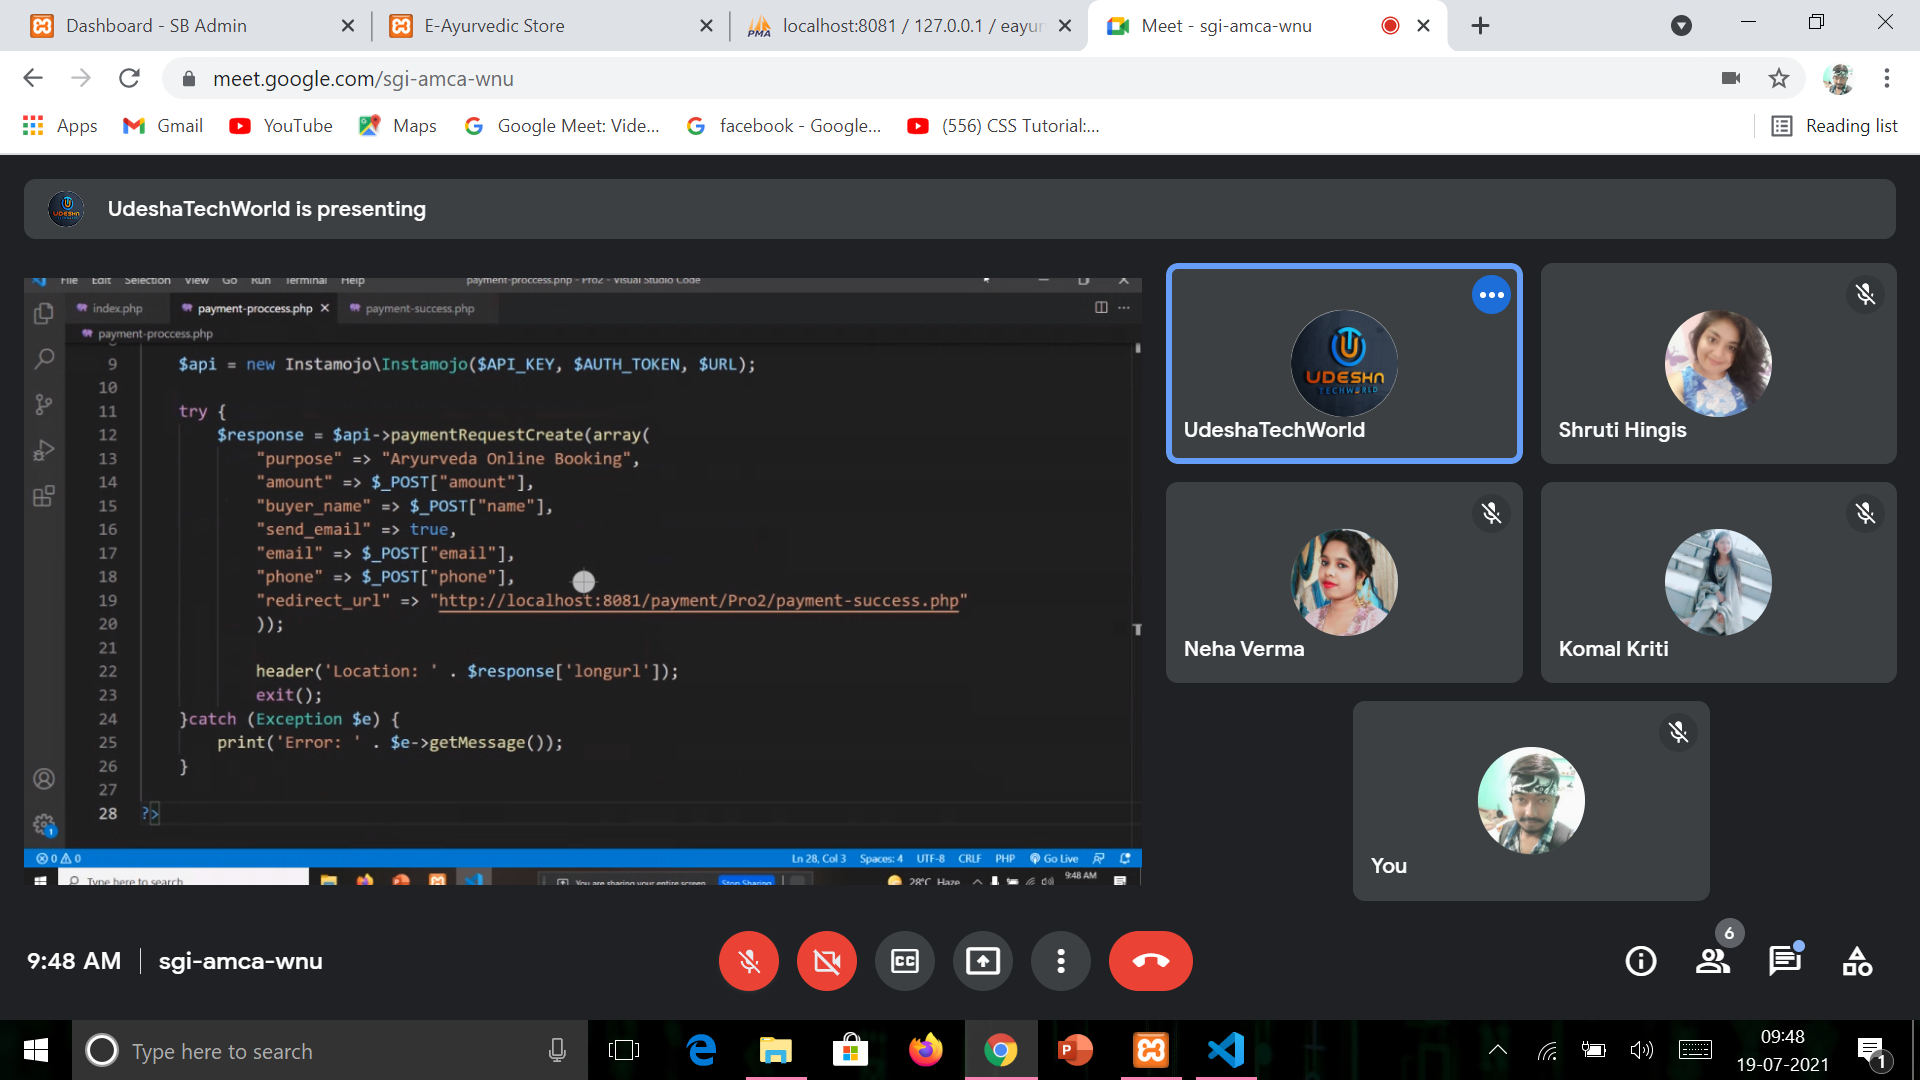 Dashboard - SB Admin
E-Ayurvedic Store
localhost:8081 / 127.0.0.1 / eayur
Meet - sgi-amca-wnu
meet.google.com/sgi-amca-wnu
Apps
Gmail
YouTube
Maps
Google Meet: Vide...
facebook - Google...
(556) CSS Tutorial:...
Reading list
UdeshaTechWorld is presenting
File Edit Selection View Go Run Terminal Help
payment-proccess.php - Pro2 - Visual Studio Code
index.php
payment-proccess.php
payment-success.php
payment-proccess.php
9 $api = new Instamojo\Instamojo($API_KEY, $AUTH_TOKEN, $URL);
10
11 try {
12 $response = $api->paymentRequestCreate(array(
13 "purpose" => "Aryurveda Online Booking",
14 "amount" => $_POST["amount"],
15 "buyer_name" => $_POST["name"],
16 "send_email" => true,
17 "email" => $_POST["email"],
18 "phone" => $_POST["phone"],
19 "redirect_url" => "http://localhost:8081/payment/Pro2/payment-success.php"
20 ));
21
22 header('Location: ' . $response['longurl']);
23 exit();
24 }catch (Exception $e) {
25 print('Error: ' . $e->getMessage());
26 }
27
28 ?>
1
0 0
Ln 28, Col 3 Spaces: 4 UTF-8 CRLF PHP Go Live
Type here to search
You are sharing your entire screen
Stop Sharing
28°C Haze
9:48 AM
UDESHA
TECHWORLD
UdeshaTechWorld
Shruti Hingis
Neha Verma
Komal Kriti
You
9:48 AM
sgi-amca-wnu
CC
6
Type here to search
09:48
19-07-2021
1